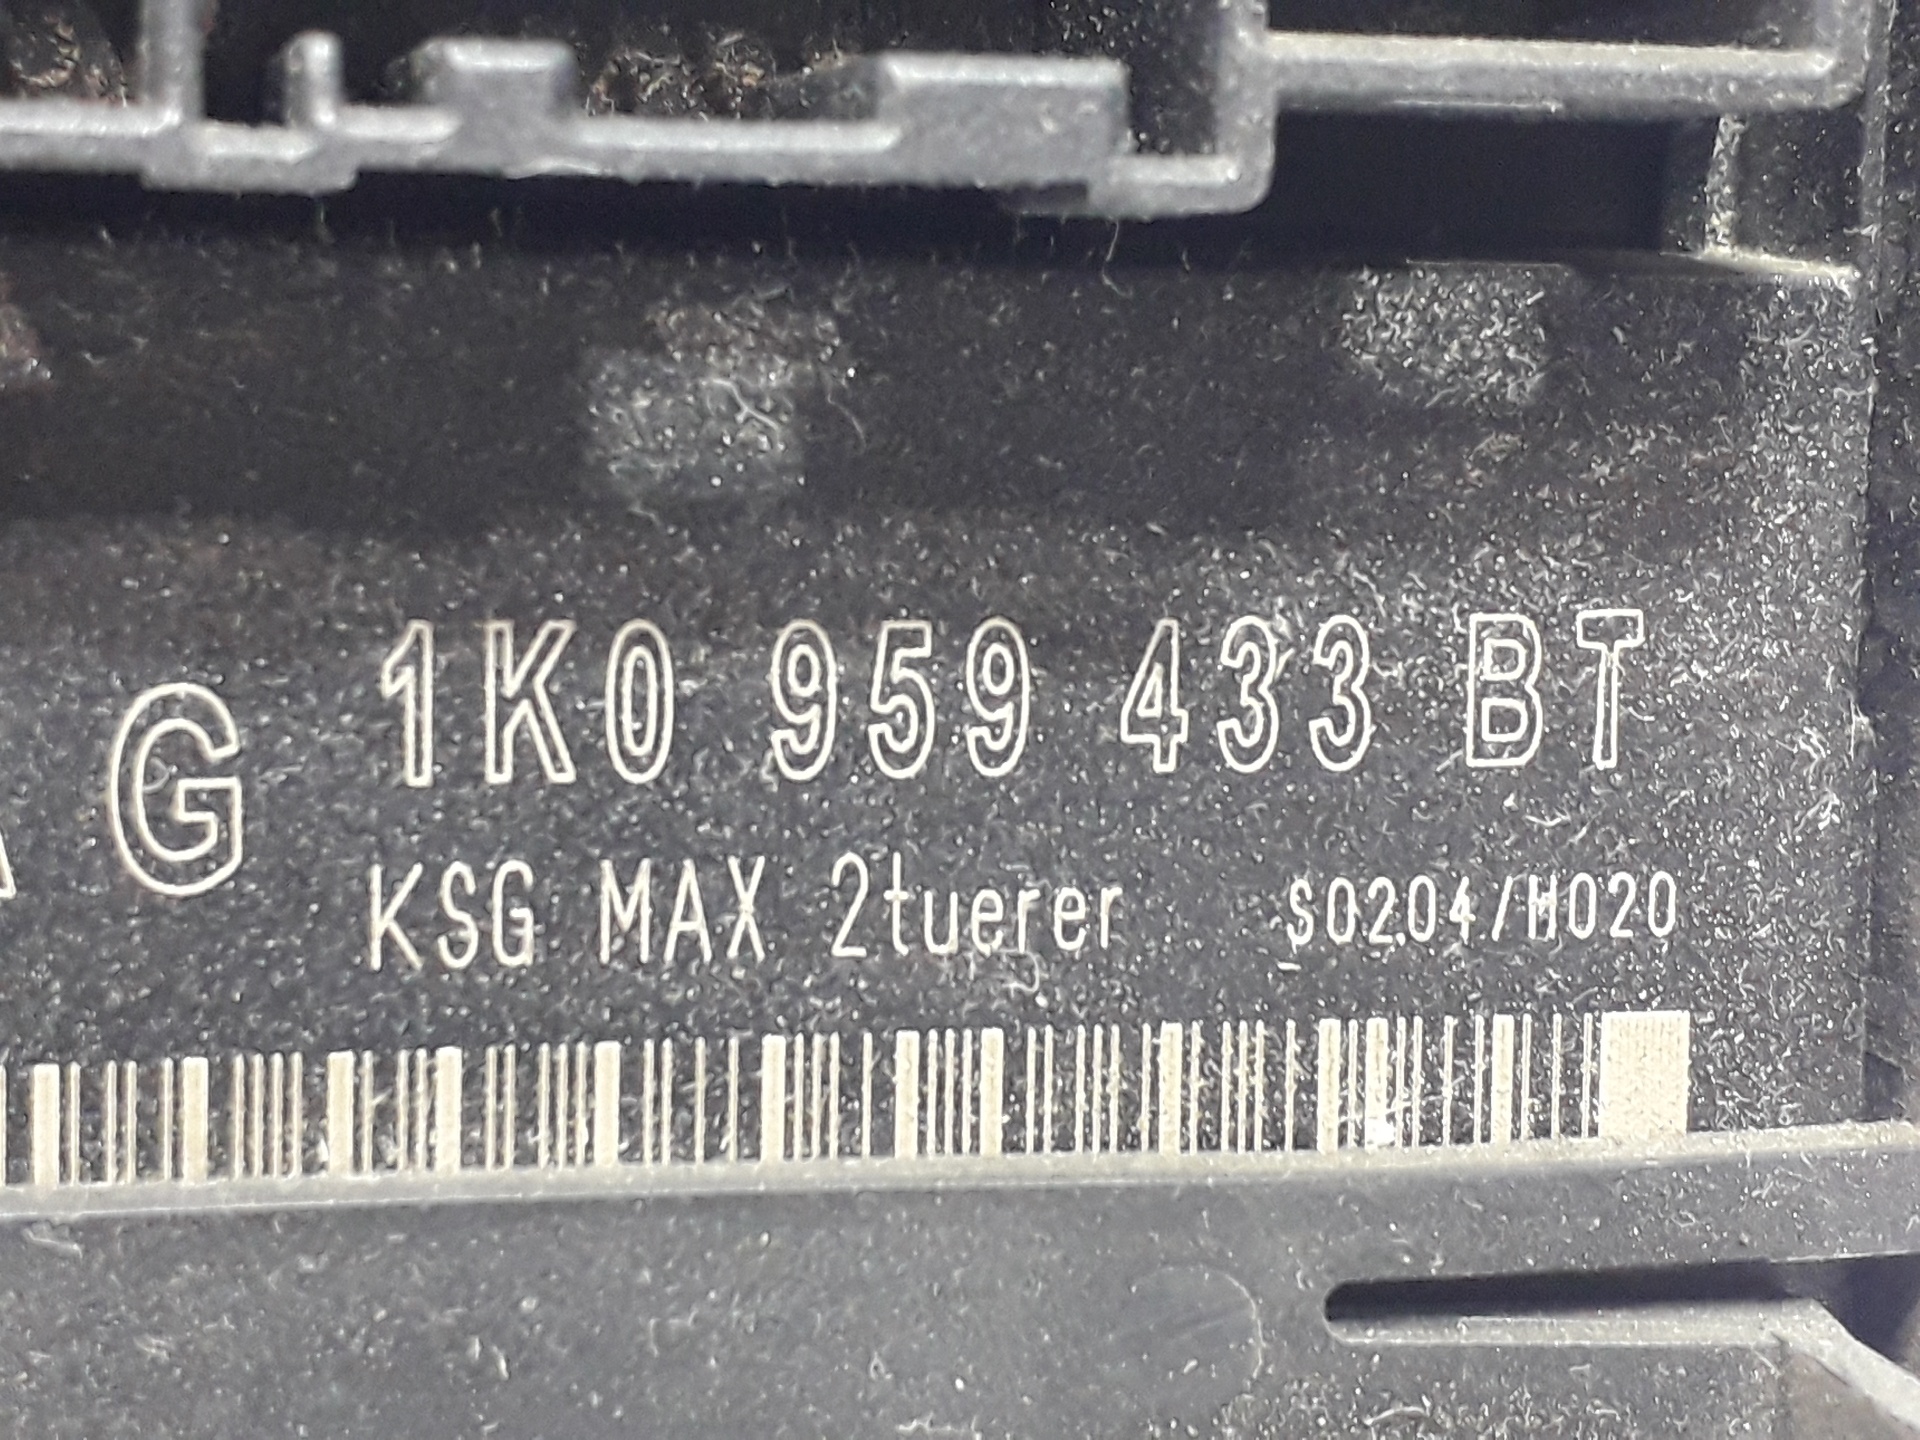 G 1K0 959 433 BT
KSG MAX 2tuerer S0204/H020